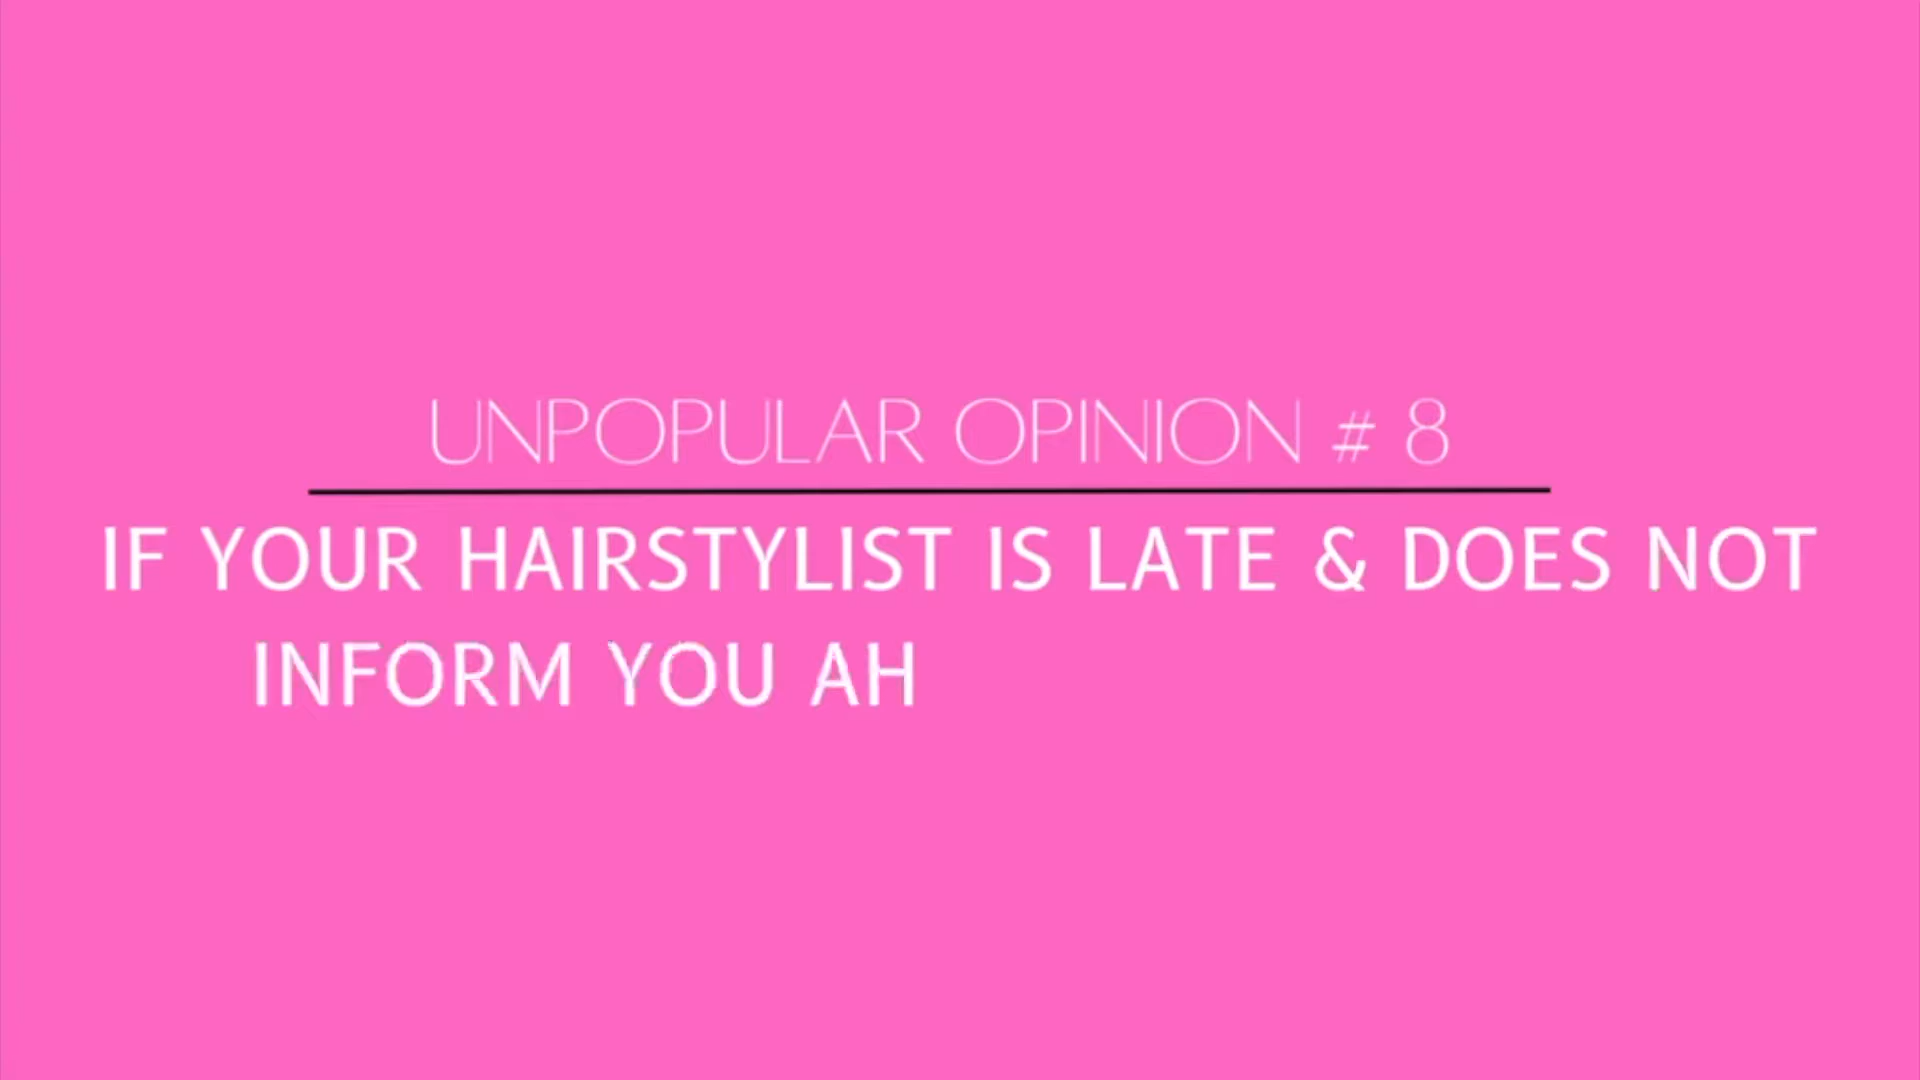 UNPOPULAR OPINION # 8
IF YOUR HAIRSTYLIST IS LATE & DOES NOT
INFORM YOU AH